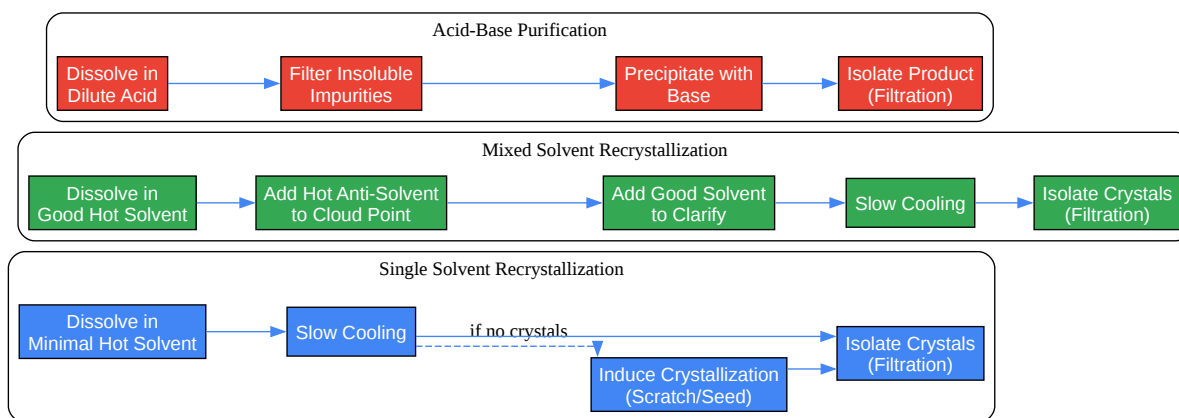 Acid-Base Purification
Dissolve in
Dilute Acid
Filter Insoluble
Impurities
Precipitate with
Base
Isolate Product
(Filtration)
Mixed Solvent Recrystallization
Dissolve in
Good Hot Solvent
Add Hot Anti-Solvent
to Cloud Point
Add Good Solvent
to Clarify
Slow Cooling
Isolate Crystals
(Filtration)
Single Solvent Recrystallization
Dissolve in
Minimal Hot Solvent
Slow Cooling
if no crystals
Induce Crystallization
(Scratch/Seed)
Isolate Crystals
(Filtration)